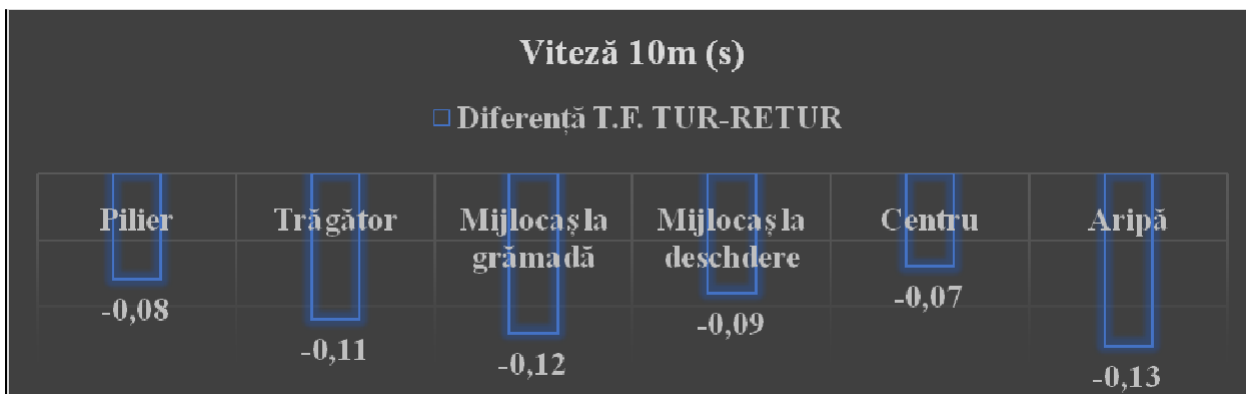 Viteză 10m (s)
Diferență T.F. TUR-RETUR
Pilier
Trăgător
Mijlocaș la
grămadă
Mijlocaș la
deschdere
Centru
Aripă
-0,08
-0,11
-0,12
-0,09
-0,07
-0,13